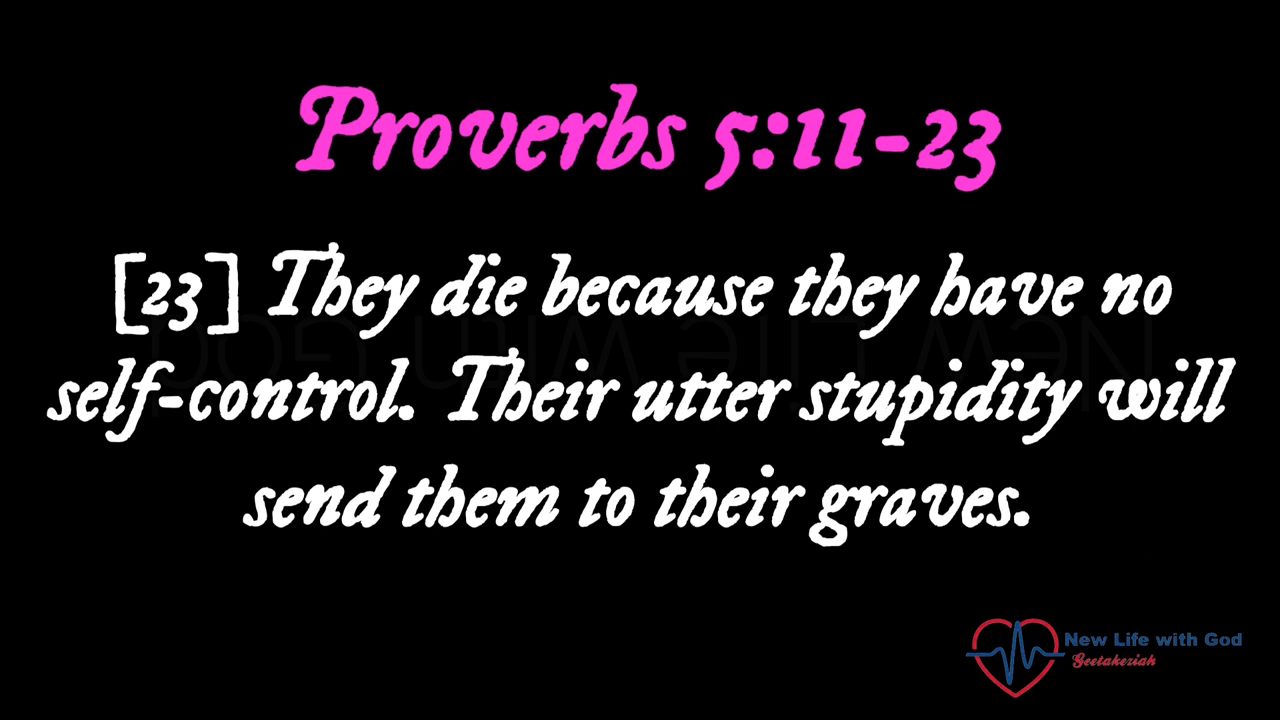 Proverbs 5:11-23
[23] They die because they have no
self-control. Their utter stupidity will
send them to their graves.
New Life with God
Geetakeziah